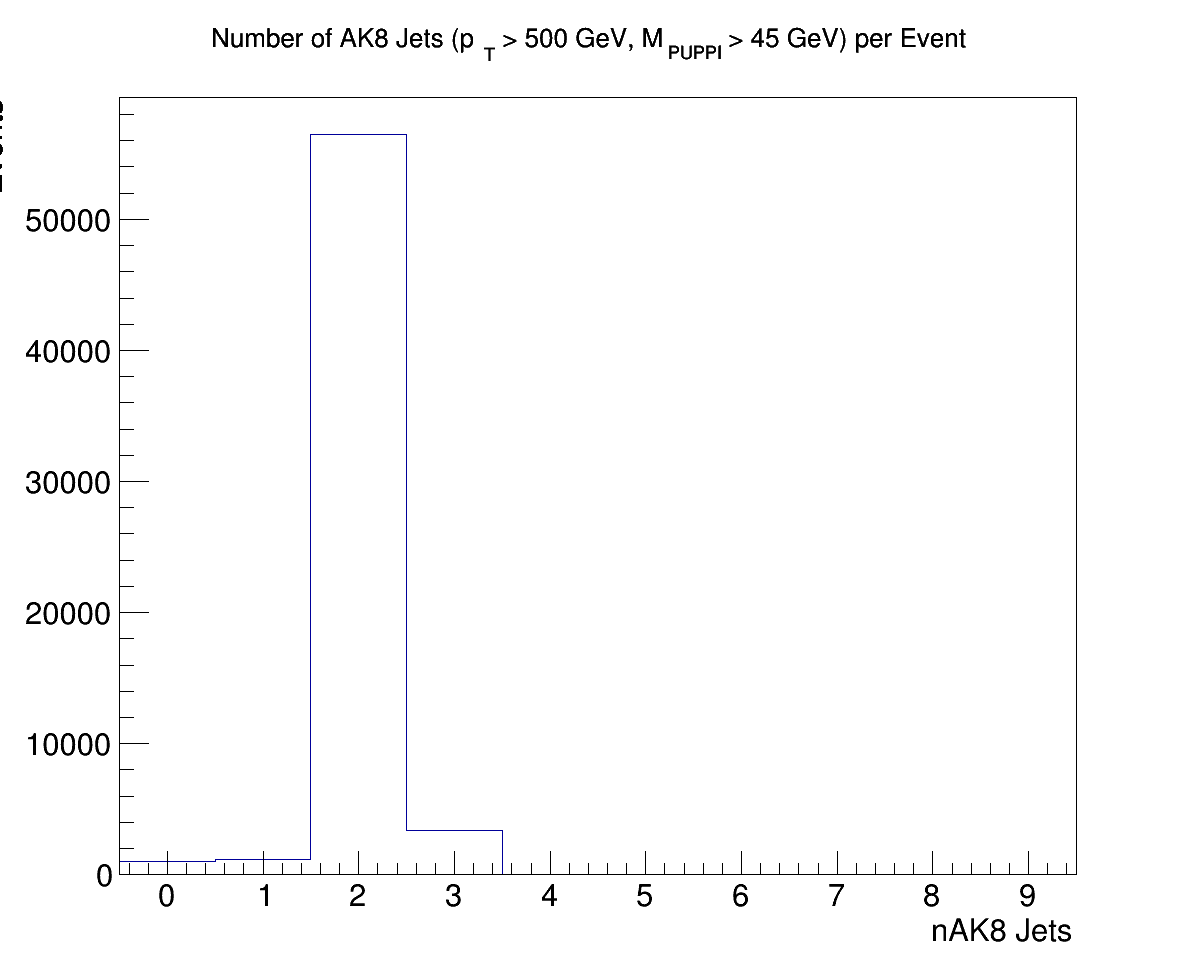 Number of AK8 Jets (p T > 500 GeV, M PUPPI > 45 GeV) per Event
50000
40000
30000
20000
10000
0
0 1 2 3 4 5 6 7 8 9
nAK8 Jets